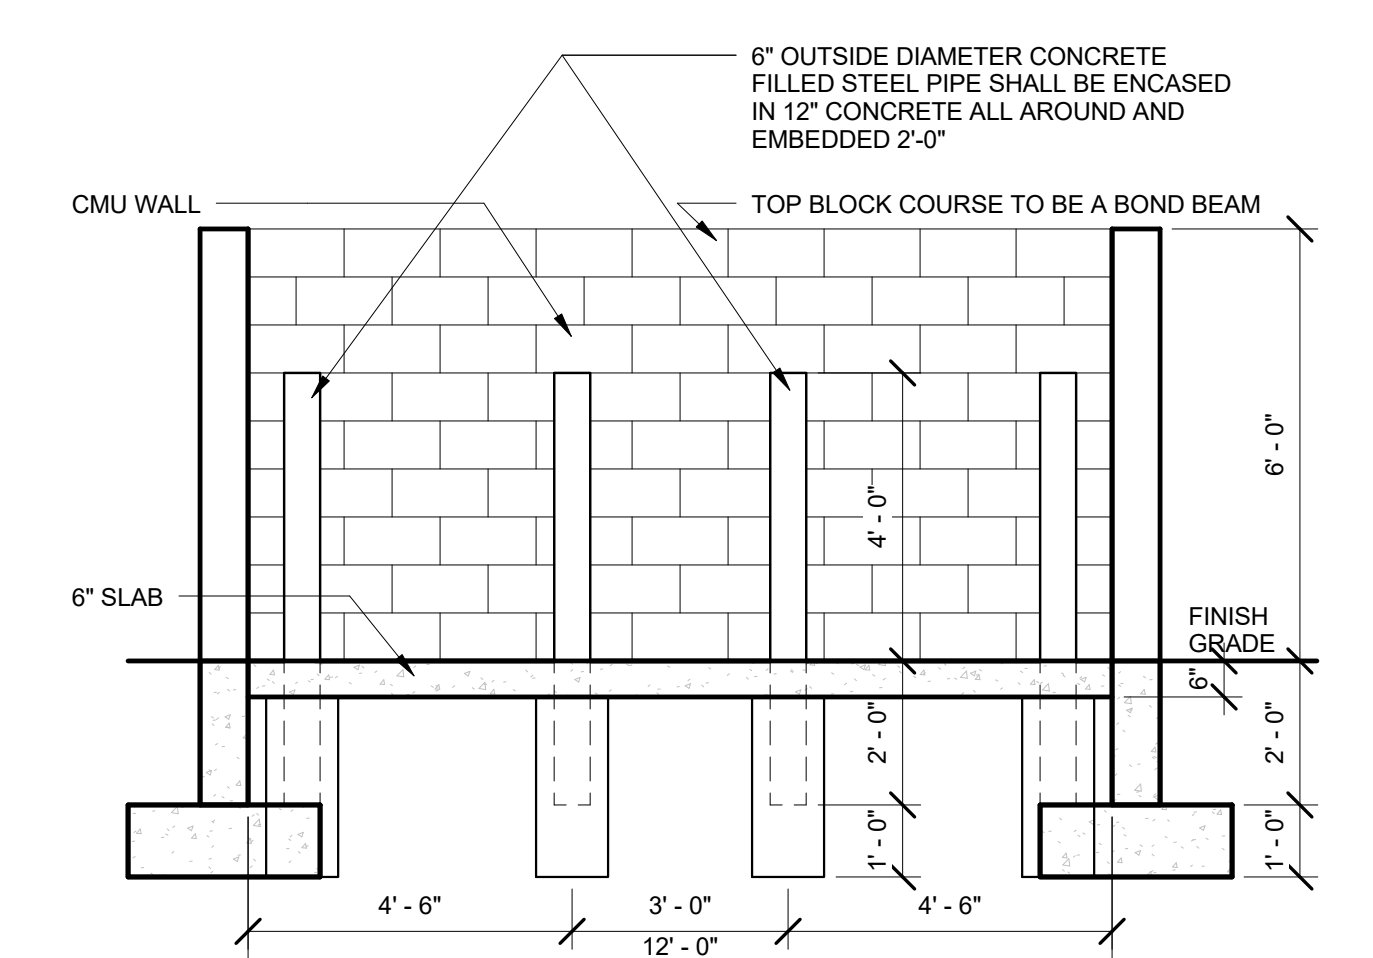 6" OUTSIDE DIAMETER CONCRETE
FILLED STEEL PIPE SHALL BE ENCASED
IN 12" CONCRETE ALL AROUND AND
EMBEDDED 2'-0"
CMU WALL
TOP BLOCK COURSE TO BE A BOND BEAM
6' - 0"
4' - 0"
6" SLAB
FINISH
GRADE
6"
2' - 0"
2' - 0"
1' - 0"
1' - 0"
4' - 6"
3' - 0"
4' - 6"
12' - 0"